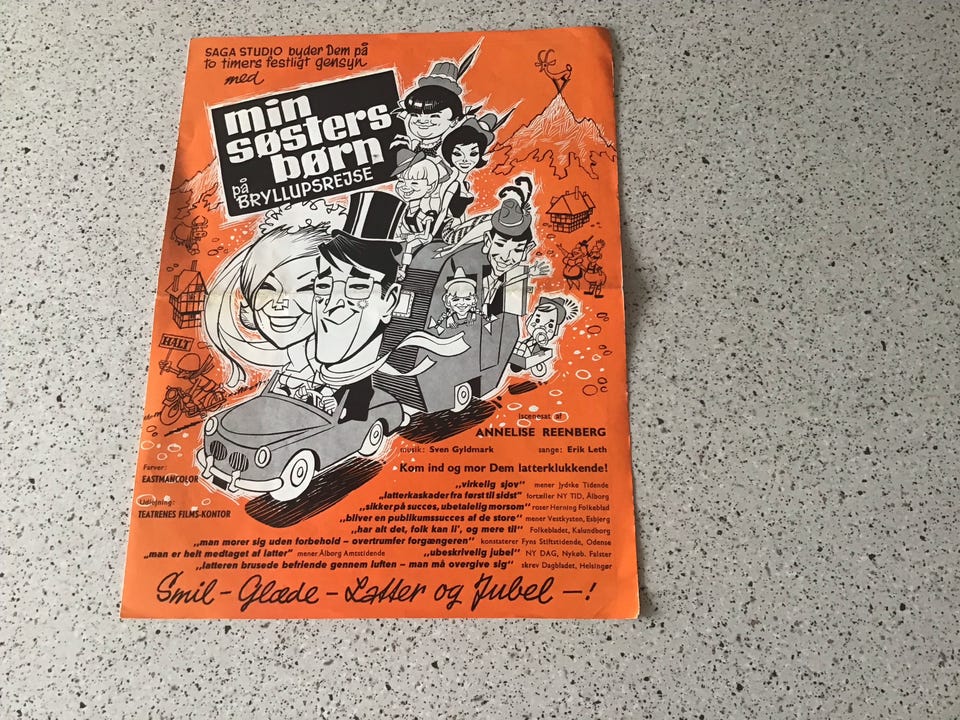 SAGA STUDIO byder Dem på
to timers festligt gensyn
med
min
søsters
børn
på
BRYLLUPSREJSE
HALT
iscenesat af
ANNELISE REENBERG
musik: Sven Gyldmark sange: Erik Leth
Kom ind og mor Dem latterklukkende!
Farver:
EASTMANCOLOR
Udlejning:
TEATRENES FILMS-KONTOR
„virkelig sjov" mener Jydske Tidende
„latterkaskader fra først til sidst" fortæller NY TID, Ålborg
„sikker på succes, ubetalelig morsom" roser Herning Folkeblad
„bliver en publikumssucces af de store" mener Vestkysten, Esbjerg
„har alt det, folk kan li', og mere til" Folkebladet, Kalundborg
„man morer sig uden forbehold – overtrumfer forgængeren" konstaterer Fyns Stiftstidende, Odense
„man er helt medtaget af latter" mener Ålborg Amtstidende „ubeskrivelig jubel" NY DAG, Nykøb. Falster
„latteren brusede befriende gennem luften – man må overgive sig" skrev Dagbladet, Helsingør
Smil – Glæde – Latter og Jubel –!